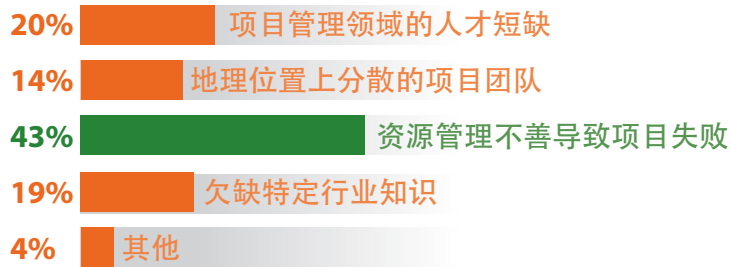 20% 项目管理领域的人才短缺
14% 地理位置上分散的项目团队
43% 资源管理不善导致项目失败
19% 欠缺特定行业知识
4% 其他